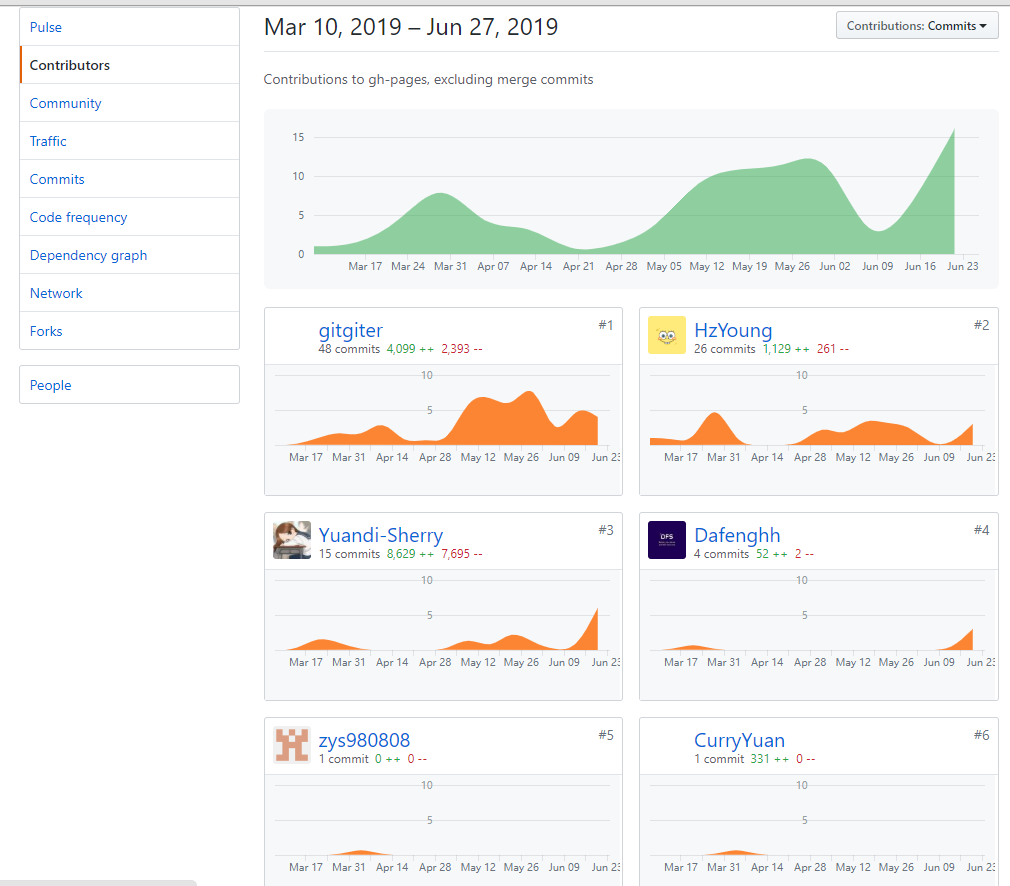 Pulse
Contributors
Community
Traffic
Commits
Code frequency
Dependency graph
Network
Forks
People
Mar 10, 2019 – Jun 27, 2019
Contributions: Commits
Contributions to gh-pages, excluding merge commits
15
10
5
0
Mar 17 Mar 24 Mar 31 Apr 07 Apr 14 Apr 21 Apr 28 May 05 May 12 May 19 May 26 Jun 02 Jun 09 Jun 16 Jun 23
gitgiter #1
48 commits 4,099 ++ 2,393 --
10
5
Mar 17 Mar 31 Apr 14 Apr 28 May 12 May 26 Jun 09 Jun 23
HzYoung #2
26 commits 1,129 ++ 261 --
10
5
Mar 17 Mar 31 Apr 14 Apr 28 May 12 May 26 Jun 09 Jun 23
Yuandi-Sherry #3
15 commits 8,629 ++ 7,695 --
10
5
Mar 17 Mar 31 Apr 14 Apr 28 May 12 May 26 Jun 09 Jun 23
DFS
Dafenghh #4
4 commits 52 ++ 2 --
10
5
Mar 17 Mar 31 Apr 14 Apr 28 May 12 May 26 Jun 09 Jun 23
zys980808 #5
1 commit 0 ++ 0 --
10
5
Mar 17 Mar 31 Apr 14 Apr 28 May 12 May 26 Jun 09 Jun 23
CurryYuan #6
1 commit 331 ++ 0 --
10
5
Mar 17 Mar 31 Apr 14 Apr 28 May 12 May 26 Jun 09 Jun 23